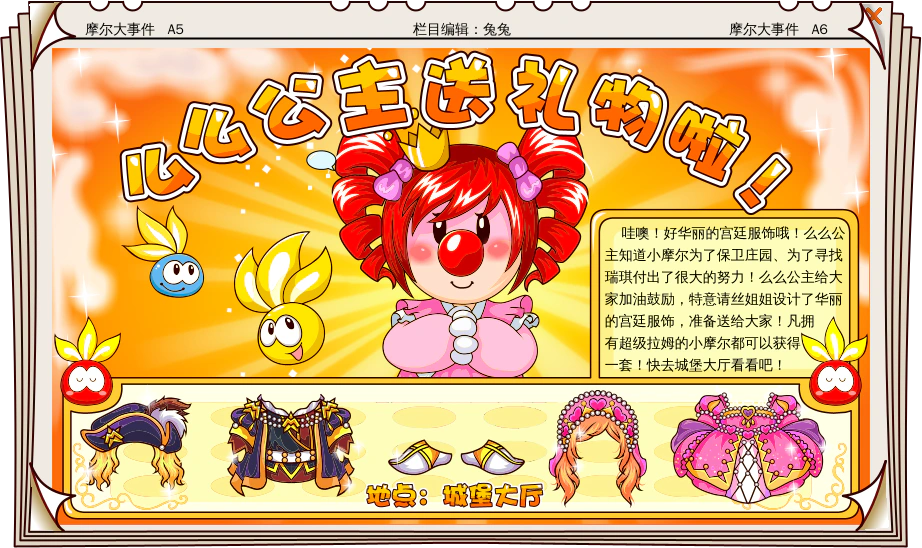 摩尔大事件 A5
栏目编辑：兔兔
摩尔大事件 A6
么么公主送礼物啦！
哇噢！好华丽的宫廷服饰哦！么么公
主知道小摩尔为了保卫庄园、为了寻找
瑞琪付出了很大的努力！么么公主给大
家加油鼓励，特意请丝姐姐设计了华丽
的宫廷服饰，准备送给大家！凡拥
有超级拉姆的小摩尔都可以获得
一套！快去城堡大厅看看吧！
地点：城堡大厅